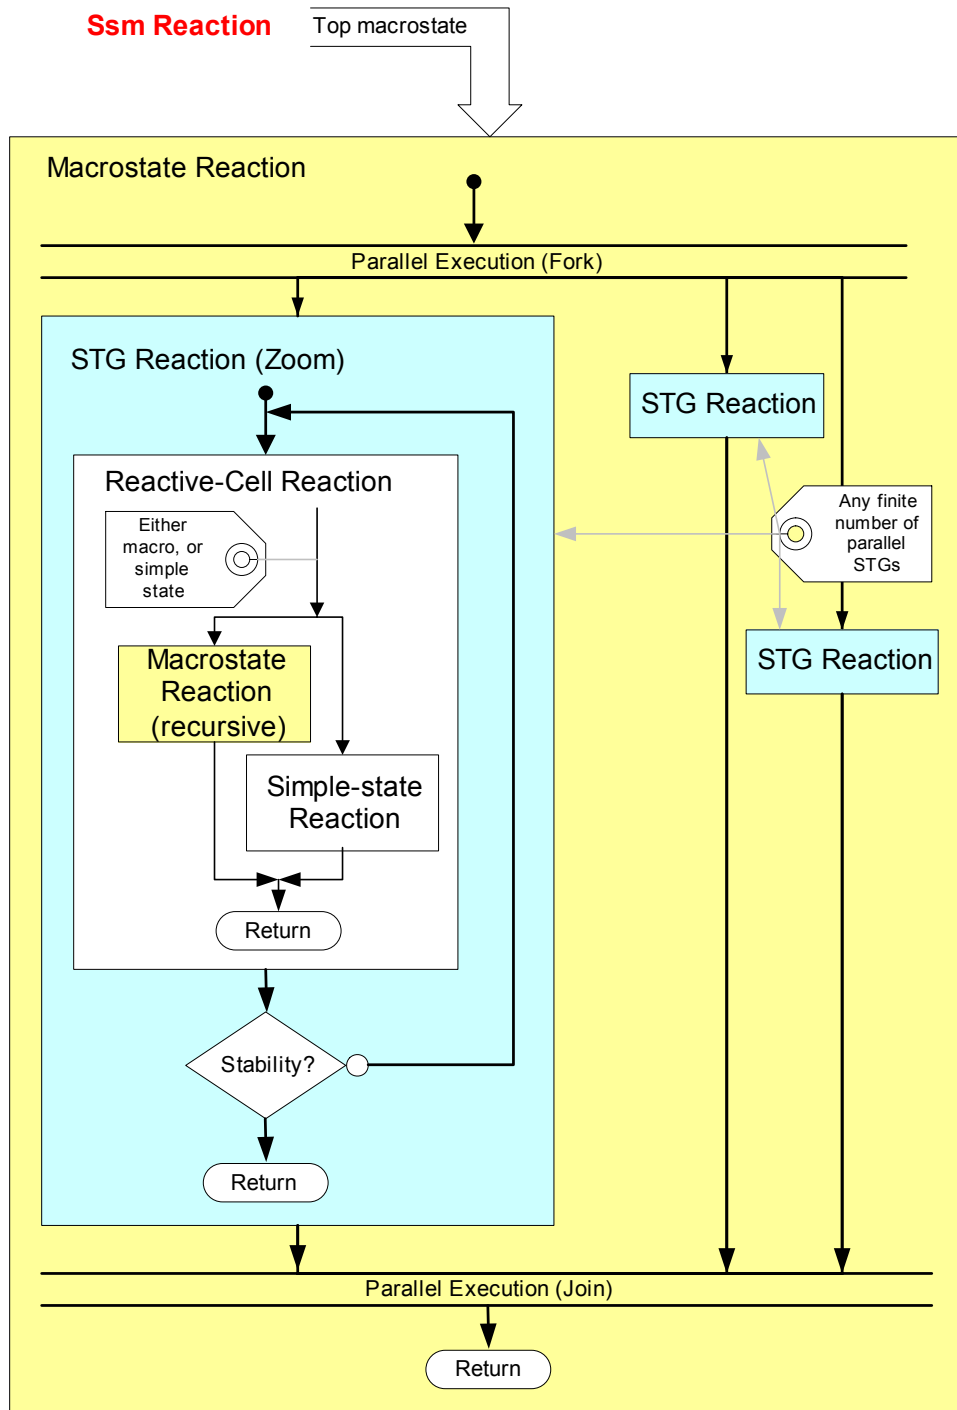 Ssm Reaction
Top macrostate
Macrostate Reaction
Parallel Execution (Fork)
STG Reaction (Zoom)
STG Reaction
Reactive-Cell Reaction
Either
macro, or
simple
state
Any finite
number of
parallel
STGs
Macrostate
Reaction
(recursive)
STG Reaction
Simple-state
Reaction
Return
Stability?
Return
Parallel Execution (Join)
Return